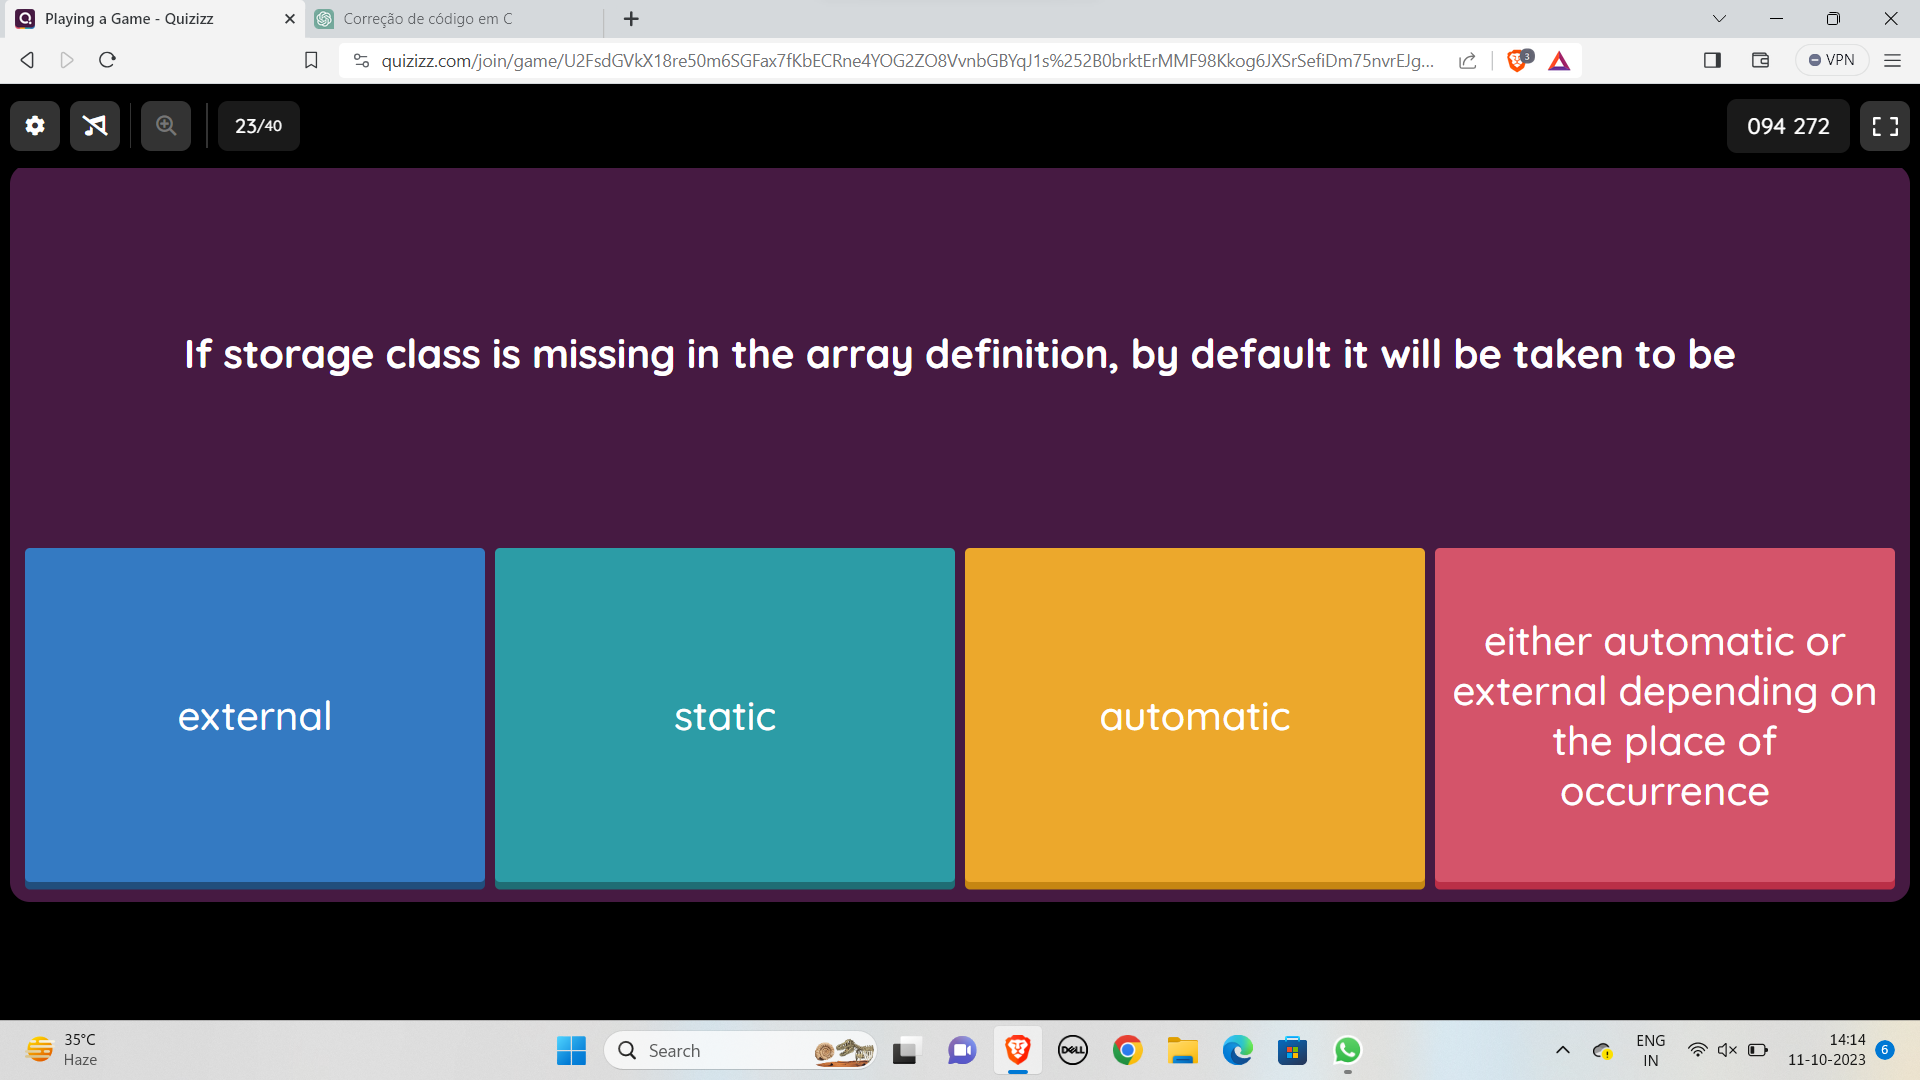 Playing a Game - Quizizz
Correção de código em C
quizizz.com/join/game/U2FsdGVkX18re50m6SGFax7fKbECRne4YOG2ZO8VvnbGBYqJ1s%252B0brktErMMF98Kkog6JXSrSefiDm75nvrEJg...
3
VPN
23/40
094 272
If storage class is missing in the array definition, by default it will be taken to be
external
static
automatic
either automatic or
external depending on
the place of
occurrence
35°C
Haze
Search
DELL
ENG
IN
14:14
11-10-2023
6